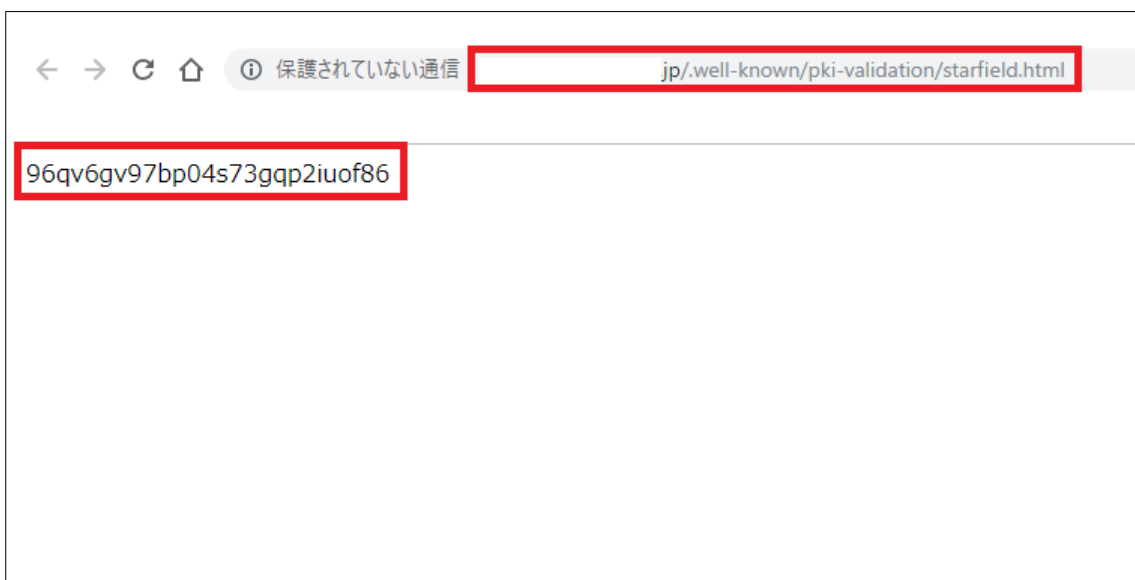 保護されていない通信 jp/.well-known/pki-validation/starfield.html
96qv6gv97bp04s73gqp2iuof86